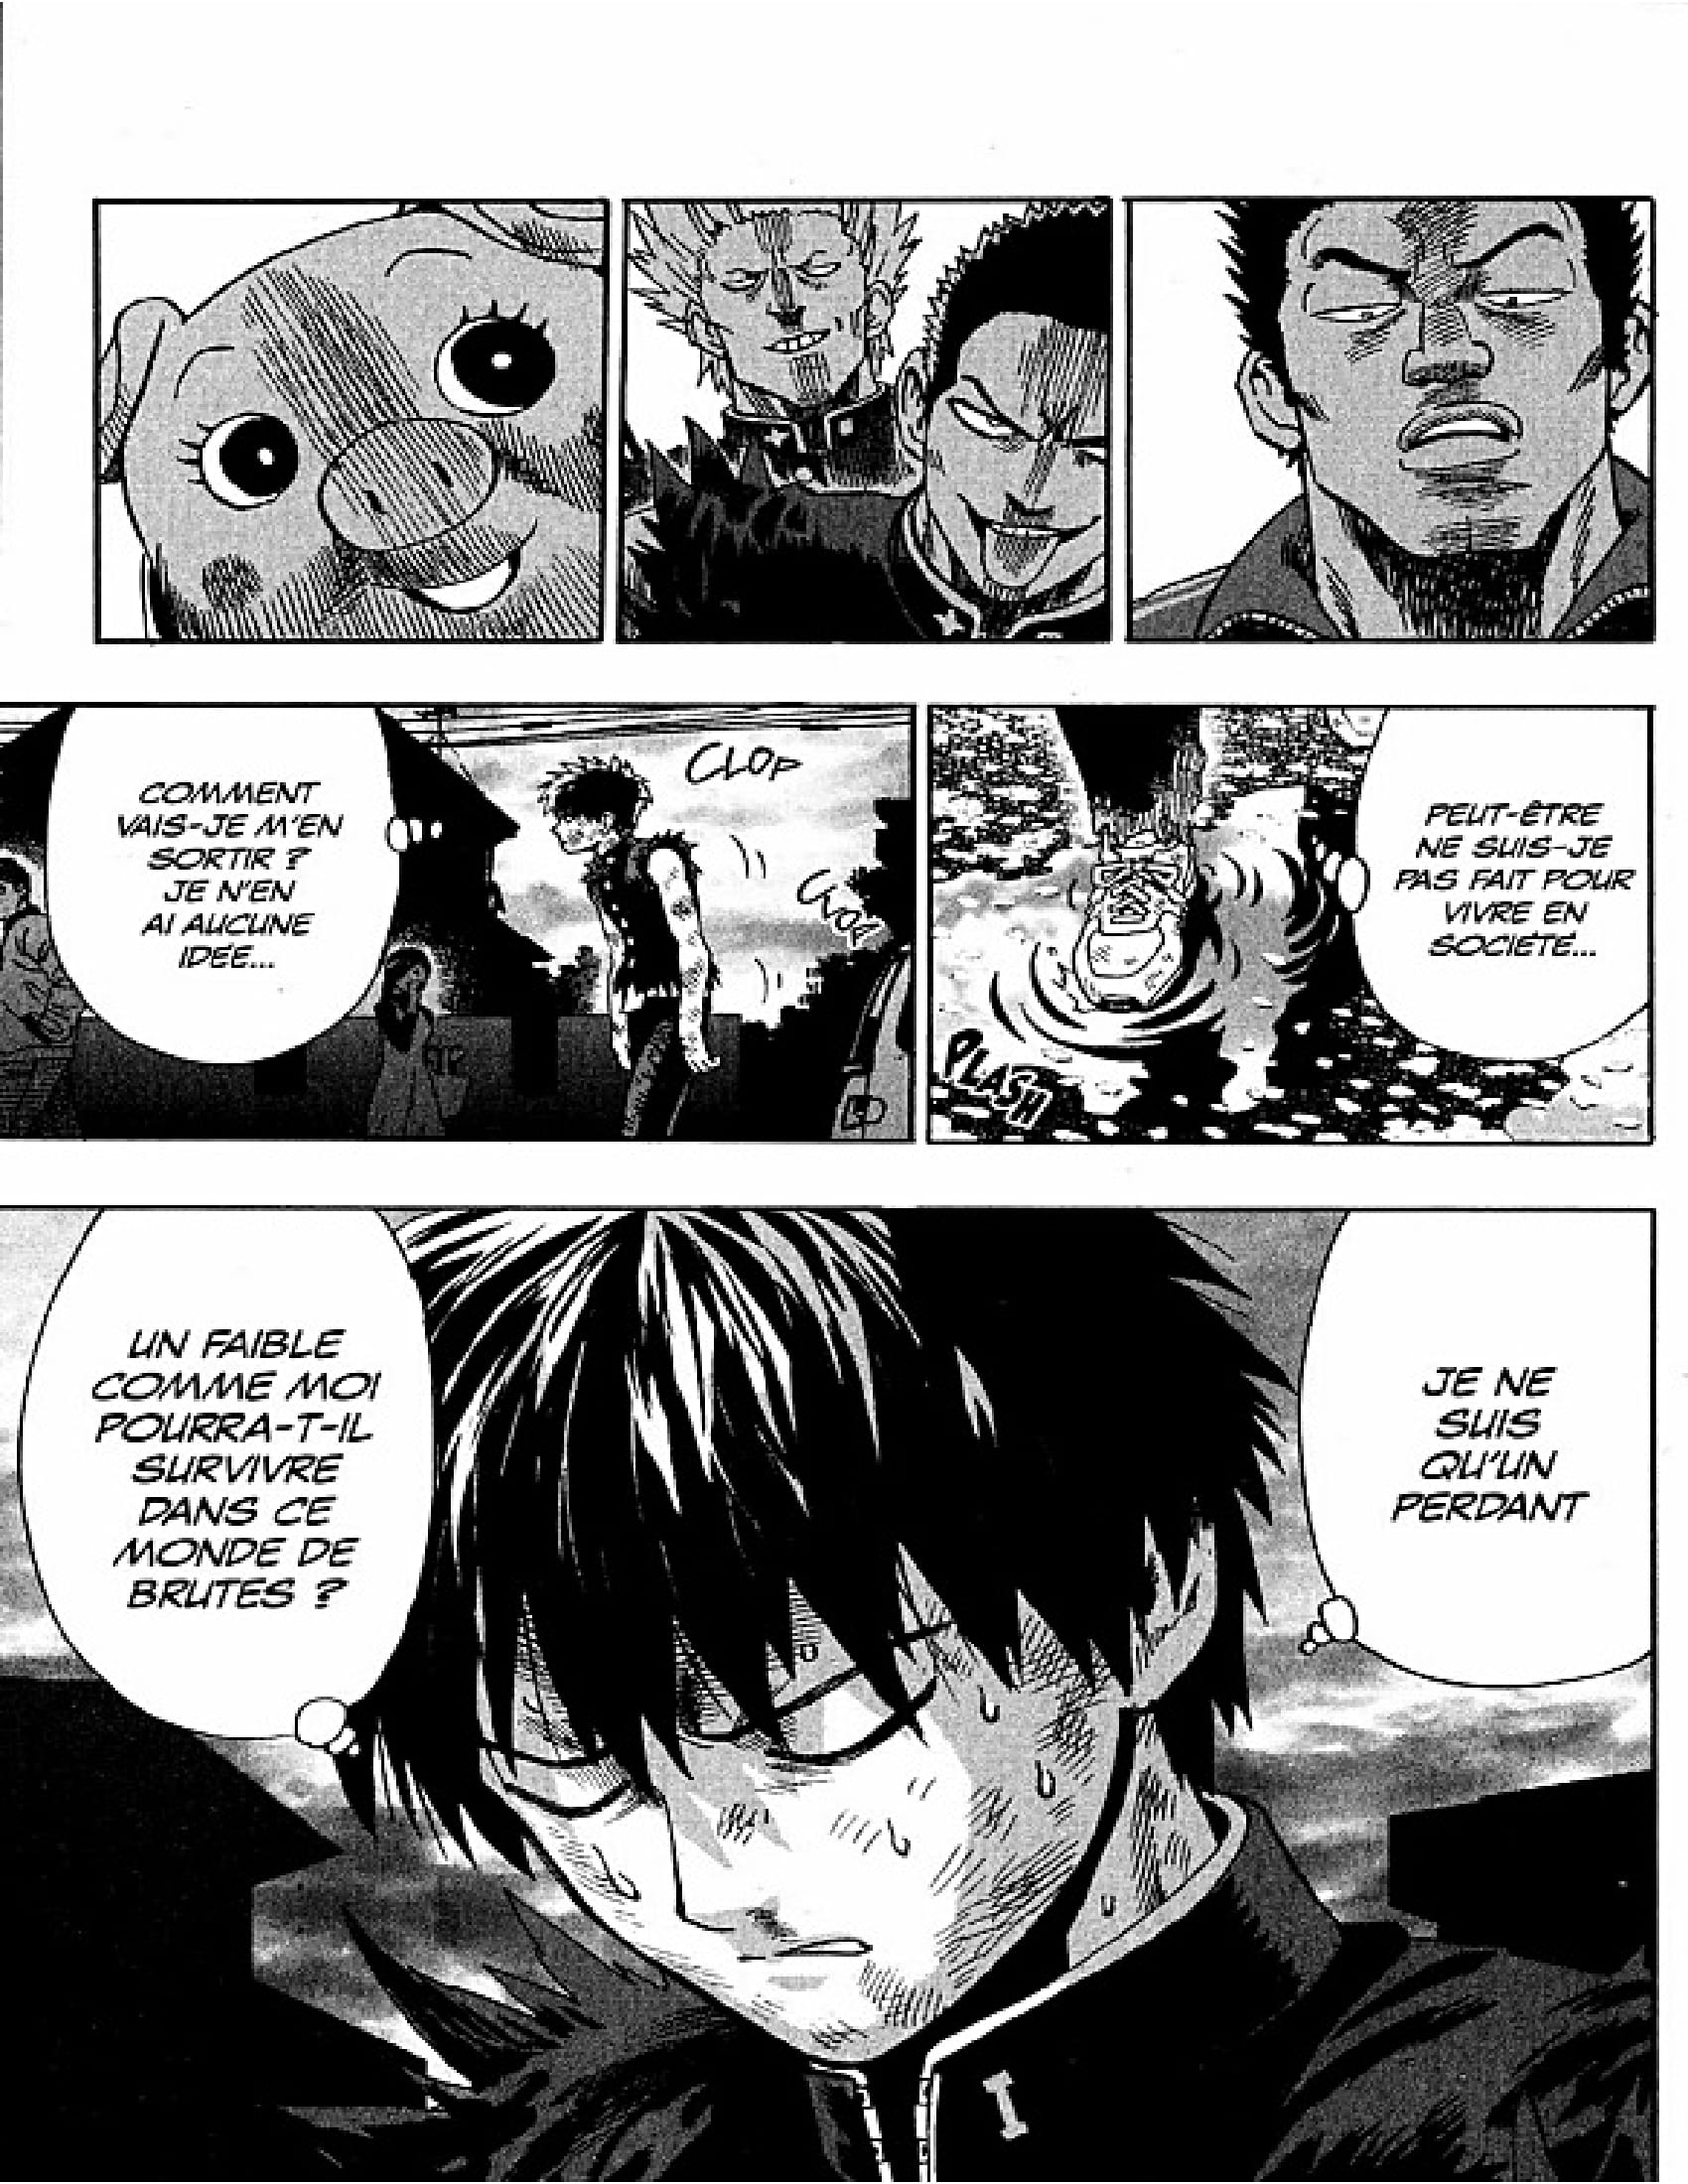 PEUT-ÊTRE
NE SUIS-JE
PAS FAIT POUR
VIVRE EN
SOCIÉTÉ...
PLASH
CLOP
CLOP
COMMENT
VAIS-JE M'EN
SORTIR ?
JE N'EN
AI AUCUNE
IDÉE...
JE NE
SUIS
QU'UN
PERDANT
UN FAIBLE
COMME MOI
POURRA-T-IL
SURVIVRE
DANS CE
MONDE DE
BRUTES ?
I